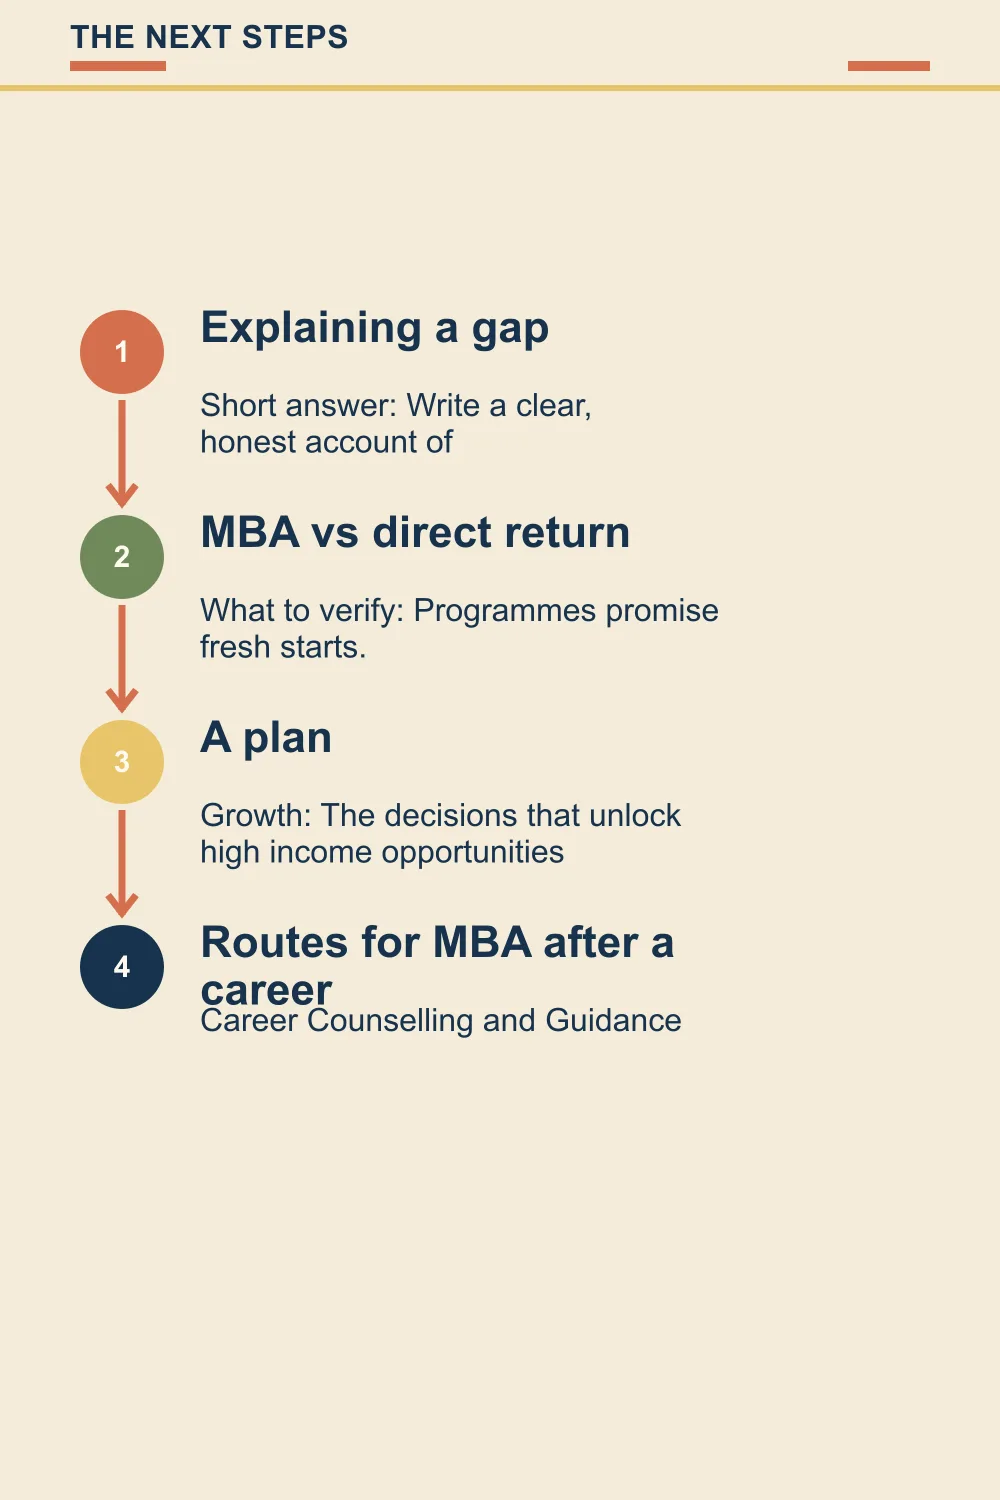 THE NEXT STEPS
1
Explaining a gap
Short answer: Write a clear,
honest account of
2
MBA vs direct return
What to verify: Programmes promise
fresh starts.
3
A plan
Growth: The decisions that unlock
high income opportunities
4
Routes for MBA after a
career
Career Counselling and Guidance